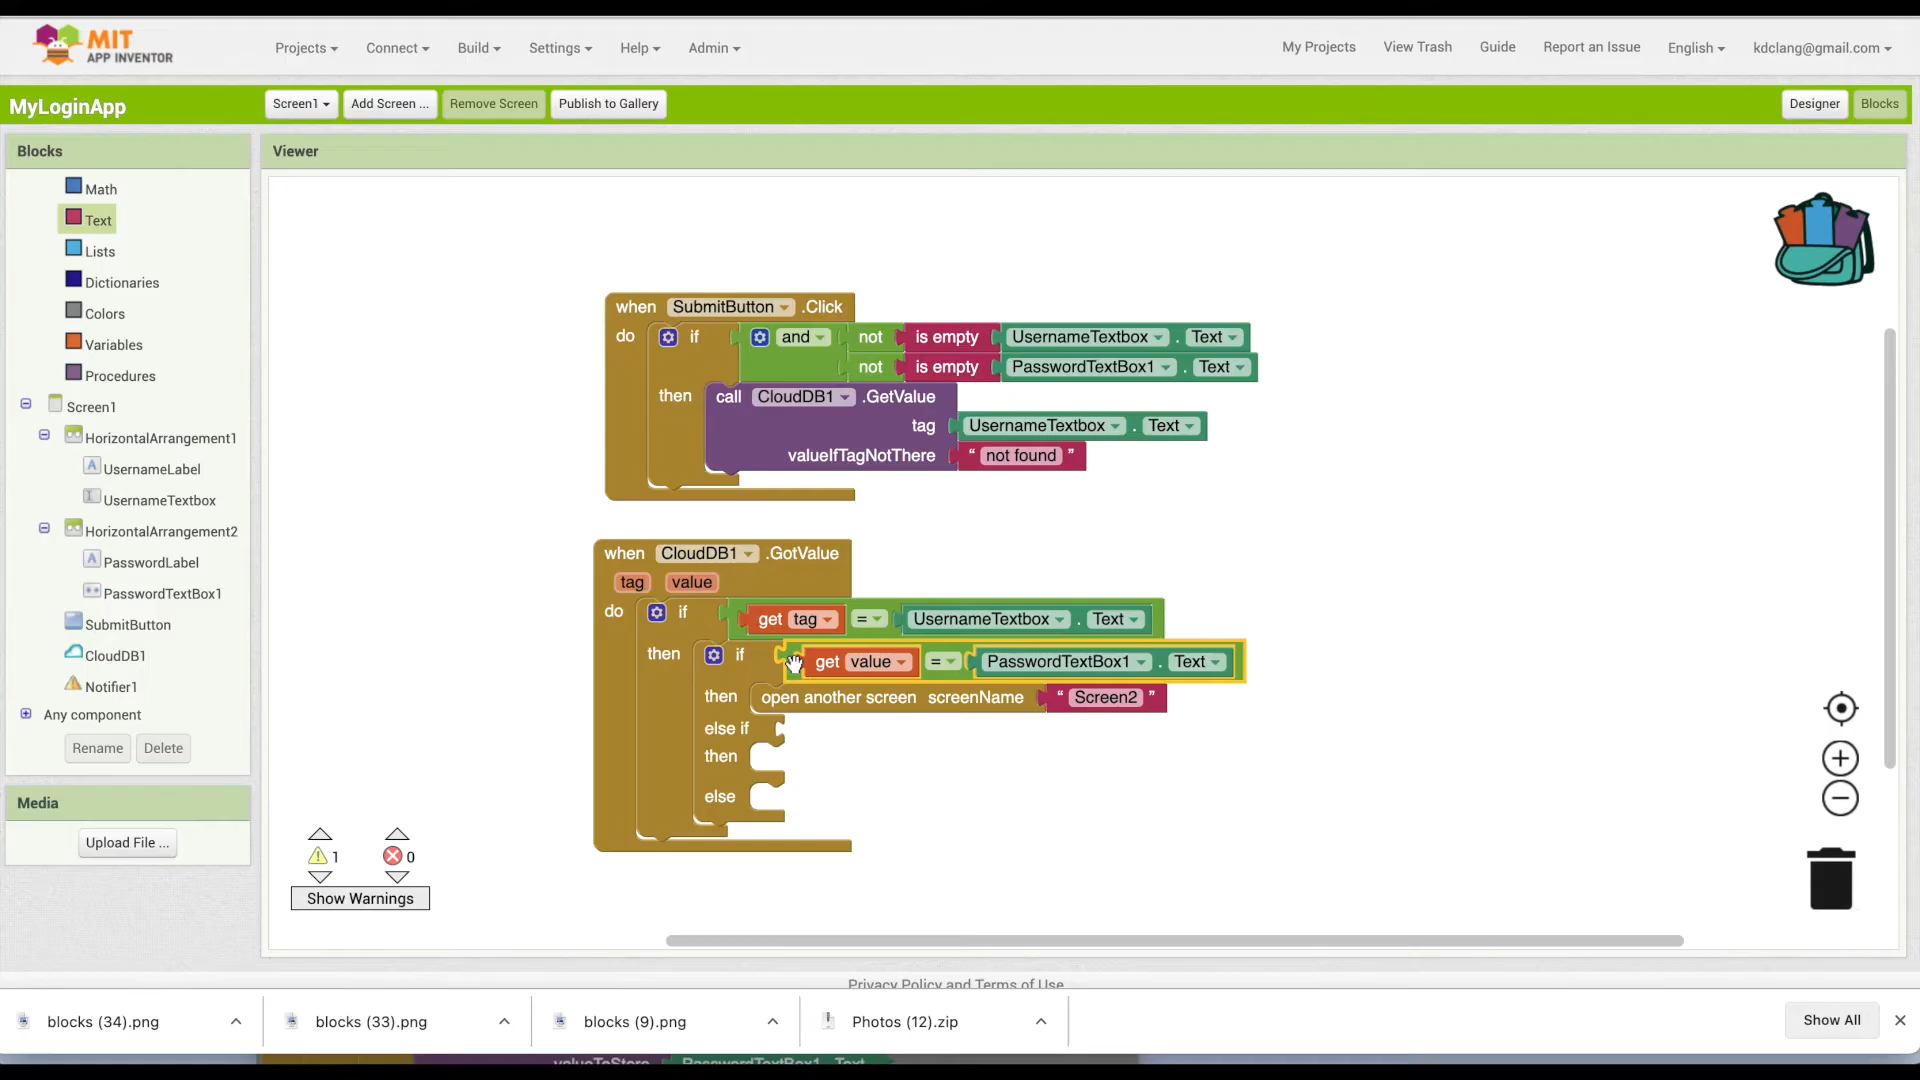 MIT
APP INVENTOR
Projects
Connect
Build
Settings
Help
Admin
My Projects
View Trash
Guide
Report an Issue
English
kdclang@gmail.com
MyLoginApp
Screen1
Add Screen ...
Remove Screen
Publish to Gallery
Designer
Blocks
Blocks
Viewer
Math
Text
Lists
Dictionaries
Colors
Variables
Procedures
Screen1
HorizontalArrangement1
UsernameLabel
UsernameTextbox
HorizontalArrangement2
PasswordLabel
PasswordTextBox1
SubmitButton
CloudDB1
Notifier1
Any component
Rename
Delete
Media
Upload File ...
when SubmitButton .Click
do if and not is empty UsernameTextbox . Text
not is empty PasswordTextBox1 . Text
then call CloudDB1 .GetValue
tag UsernameTextbox . Text
valueIfTagNotThere “ not found ”
when CloudDB1 .GotValue
tag value
do if get tag = UsernameTextbox . Text
then if get value = PasswordTextBox1 . Text
then open another screen screenName “ Screen2 ”
else if
then
else
1
0
Show Warnings
Privacy Policy and Terms of Use
blocks (34).png
blocks (33).png
blocks (9).png
Photos (12).zip
Show All
valueToStore PasswordTextBox1 . Text